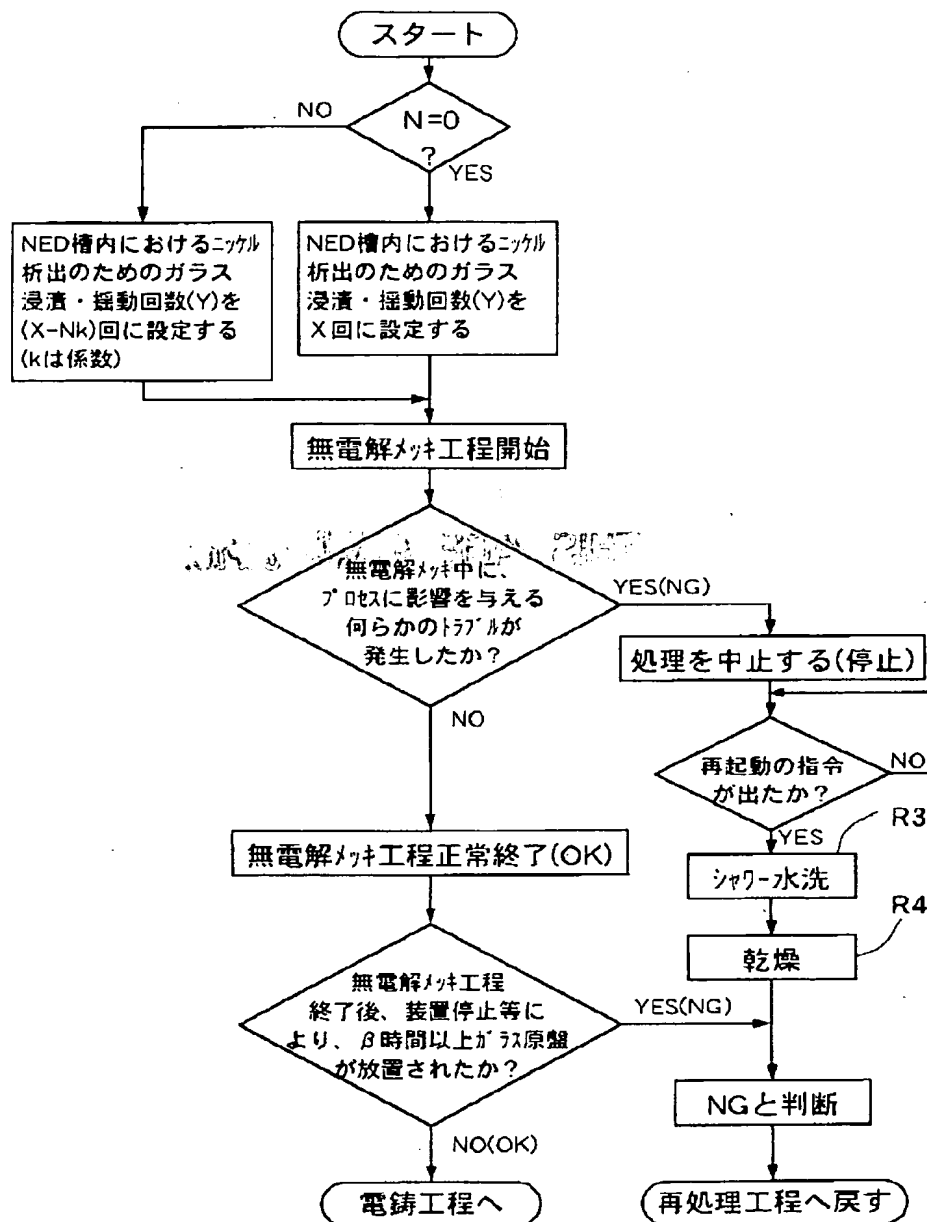 スタート
N=0
?
NO
YES
NED槽内におけるニッケル
析出のためのガラス
浸漬・揺動回数(Y)を
(X-Nk)回に設定する
(kは係数)
NED槽内におけるニッケル
析出のためのガラス
浸漬・揺動回数(Y)を
X回に設定する
無電解メッキ工程開始
無電解メッキ中に、
プロセスに影響を与える
何らかのトラブルが
発生したか？
YES(NG)
NO
処理を中止する(停止)
再起動の指令
が出たか？
NO
YES
R3
シャワー水洗
R4
乾燥
無電解メッキ工程正常終了(OK)
無電解メッキ工程
終了後、装置停止等に
より、β時間以上ガラス原盤
が放置されたか？
YES(NG)
NO(OK)
NGと判断
電鋳工程へ
再処理工程へ戻す